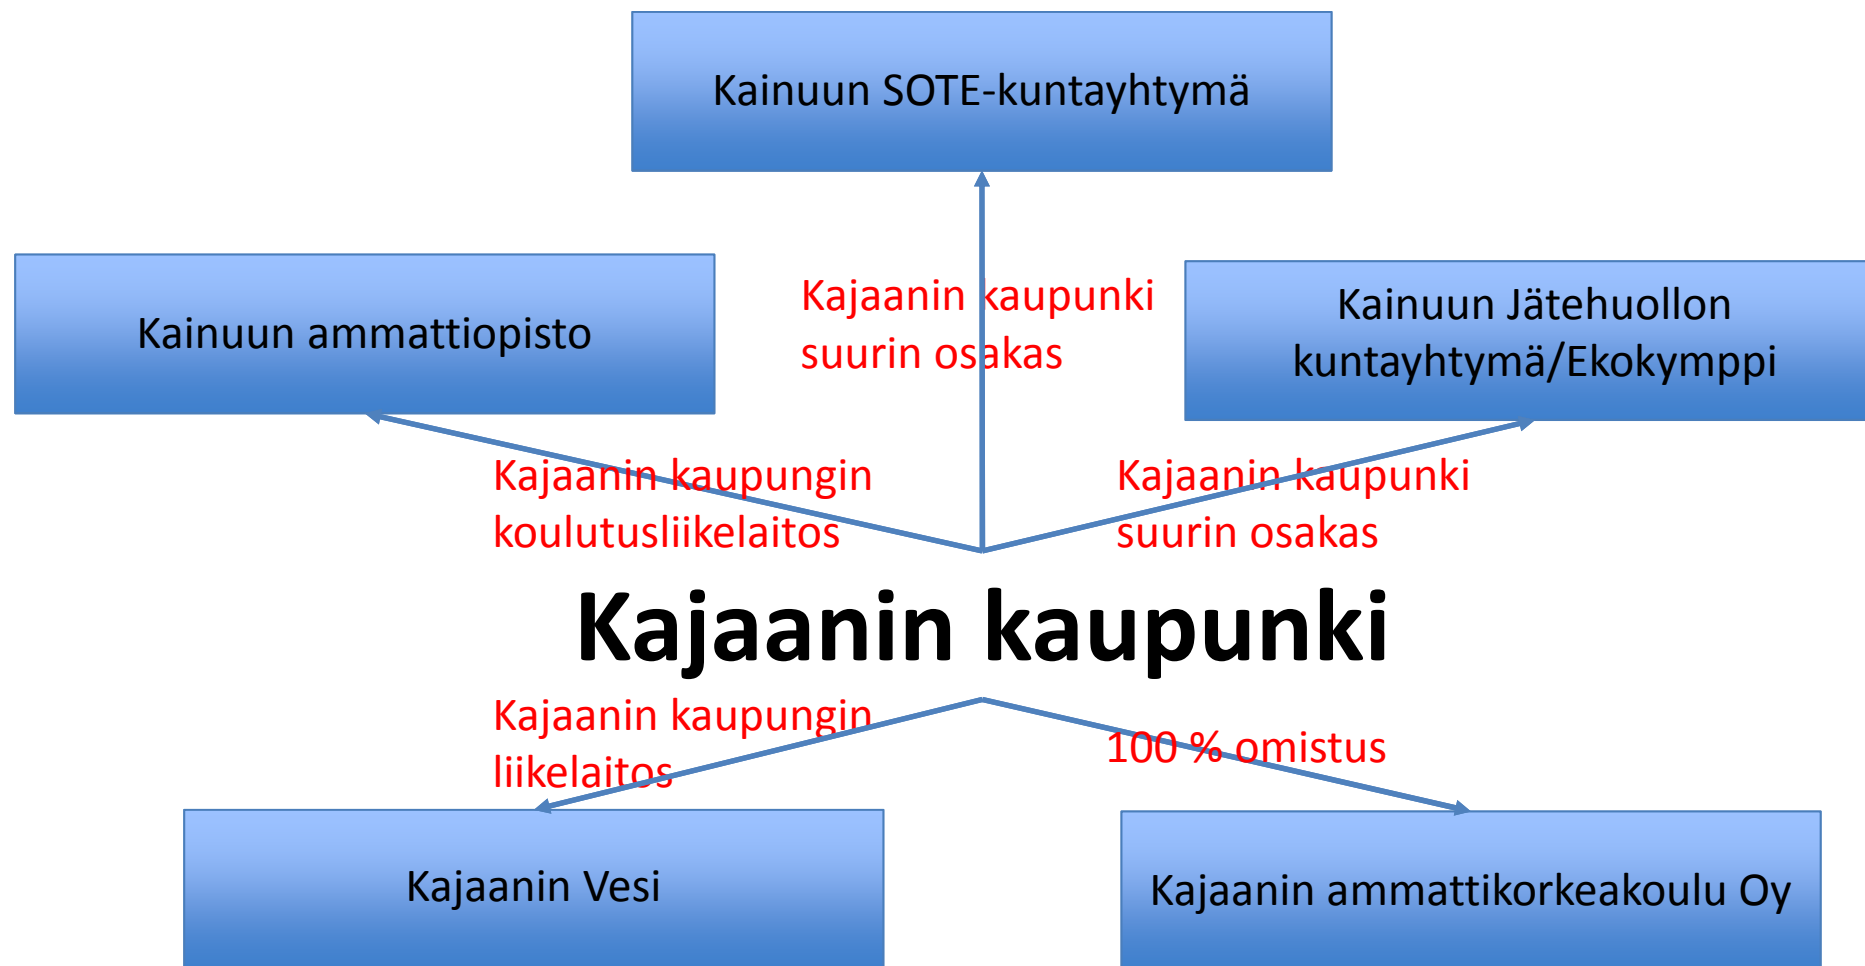 Kainuun SOTE-kuntayhtymä
Kainuun ammattiopisto
Kajaanin kaupunki
suurin osakas
Kainuun Jätehuollon
kuntayhtymä/Ekokymppi
Kajaanin kaupungin
koulutusliikelaitos
Kajaanin kaupunki
suurin osakas
Kajaanin kaupunki
Kajaanin kaupungin
liikelaitos
100 % omistus
Kajaanin Vesi
Kajaanin ammattikorkeakoulu Oy